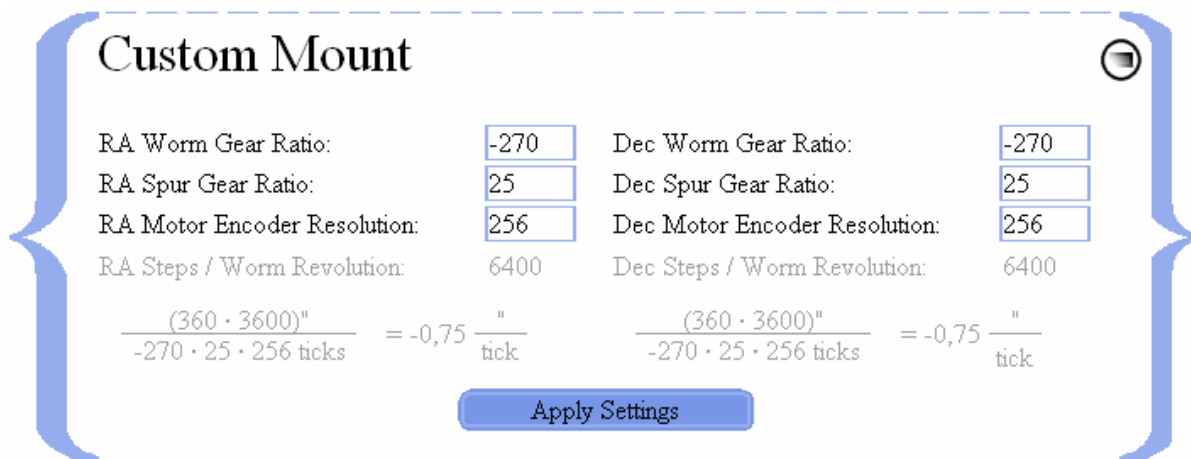 Custom Mount
RA Worm Gear Ratio: -270 Dec Worm Gear Ratio: -270
RA Spur Gear Ratio: 25 Dec Spur Gear Ratio: 25
RA Motor Encoder Resolution: 256 Dec Motor Encoder Resolution: 256
RA Steps / Worm Revolution: 6400 Dec Steps / Worm Revolution: 6400
(360 · 3600)" / -270 · 25 · 256 ticks = -0,75 " / tick (360 · 3600)" / -270 · 25 · 256 ticks = -0,75 " / tick
Apply Settings